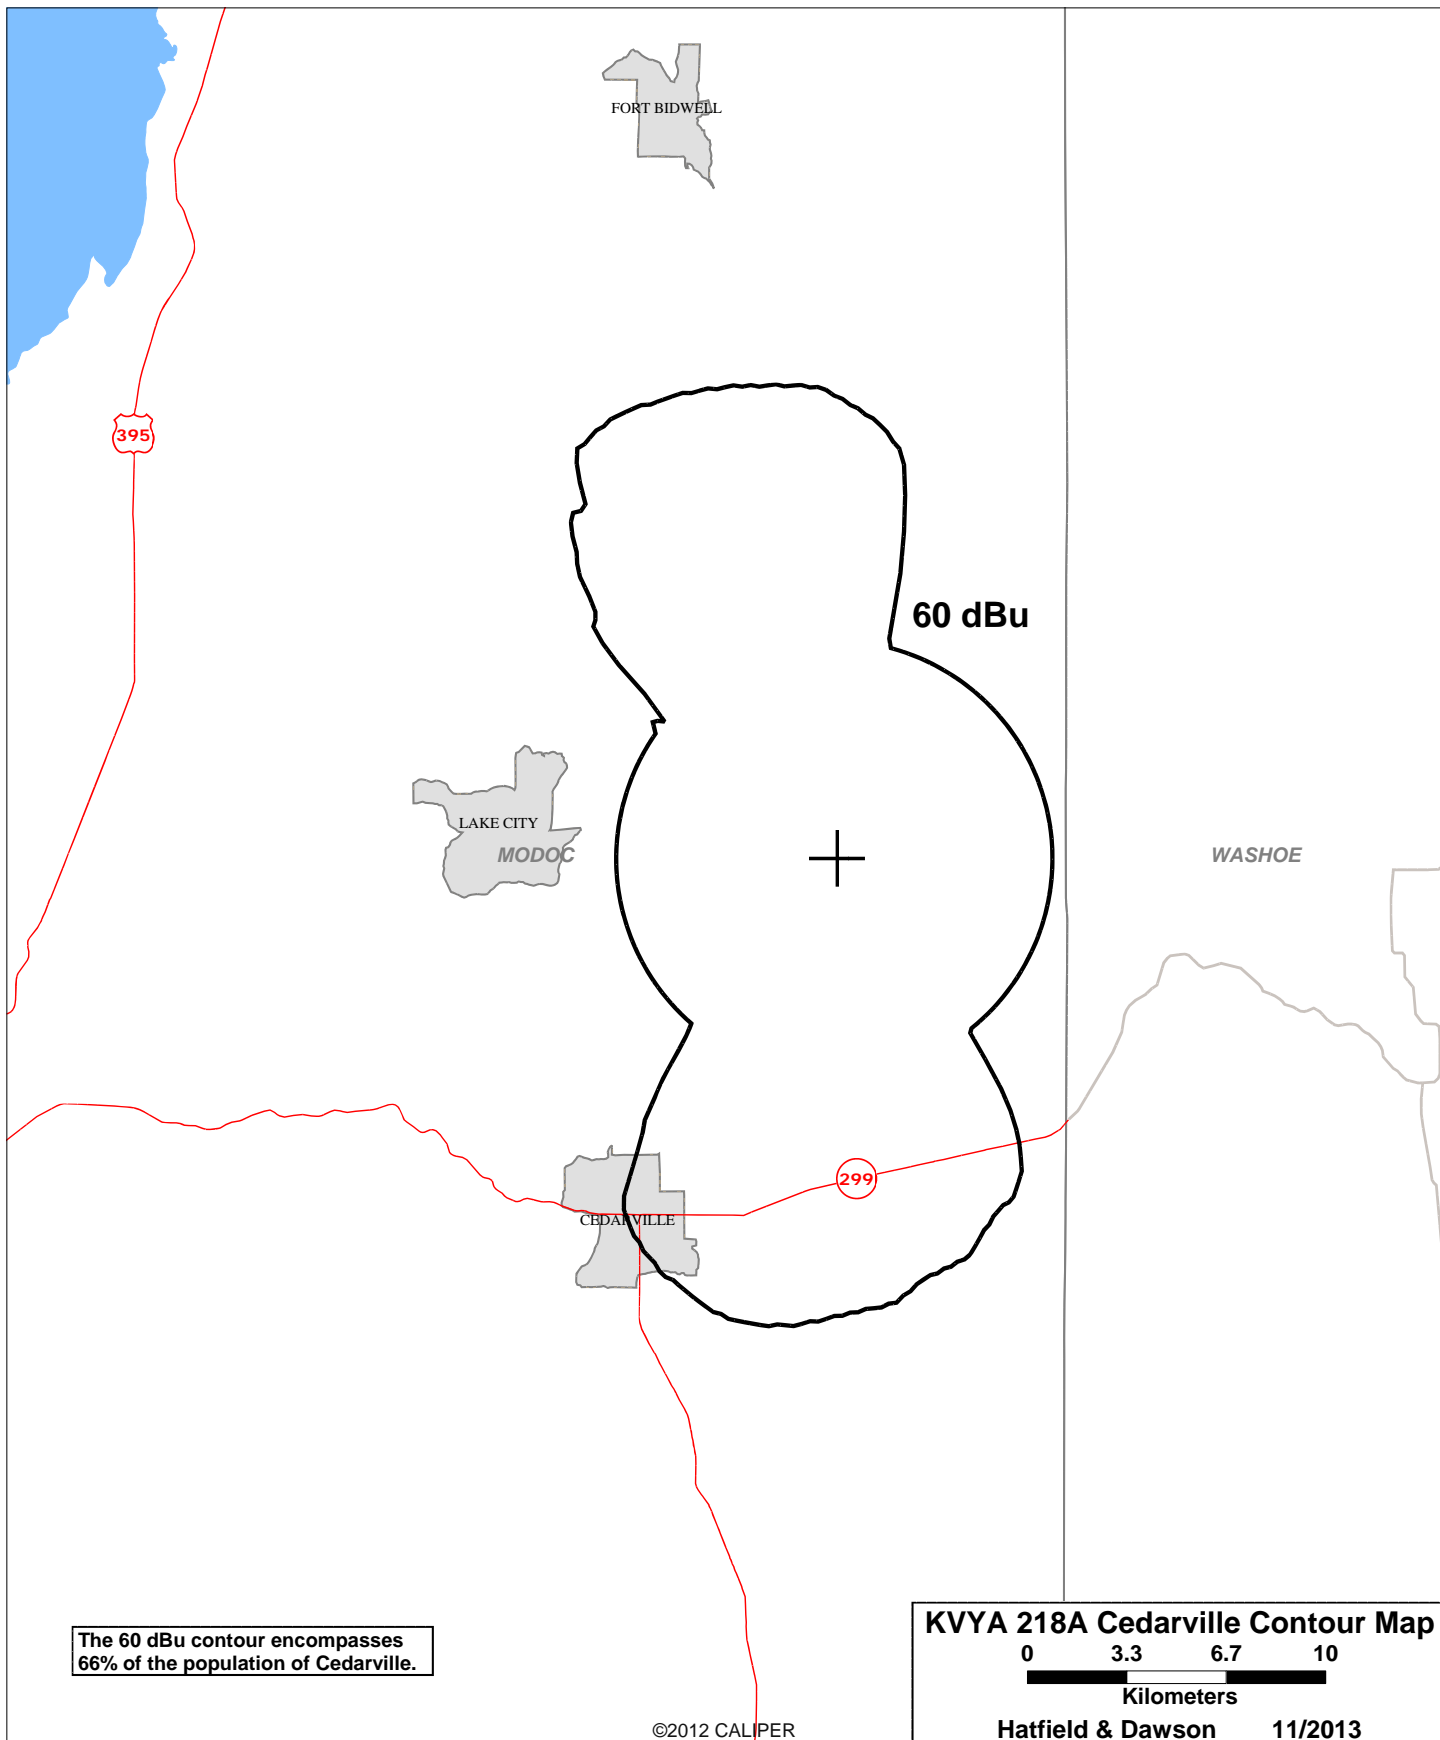 FORT BIDWELL
395
60 dBu
LAKE CITY
MODOC
WASHOE
299
CEDARVILLE
The 60 dBu contour encompasses
66% of the population of Cedarville.
KVYA 218A Cedarville Contour Map
0 3.3 6.7 10
Kilometers
Hatfield & Dawson 11/2013
©2012 CALIPER